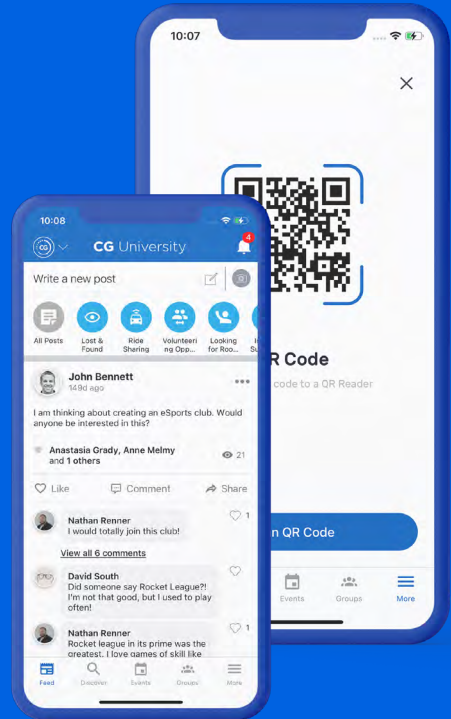 10:07
R Code
code to a QR Reader
n QR Code
Events
Groups
More
10:08
CG
CG University
4
Write a new post
All Posts
Lost &
Found
Ride
Sharing
Volunteeri
ng Opp...
Looking
for Roo...
John Bennett
149d ago
I am thinking about creating an eSports club. Would
anyone be interested in this?
Anastasia Grady, Anne Melmy
and 1 others
21
Like
Comment
Share
Nathan Renner
I would totally join this club!
1
View all 6 comments
David South
Did someone say Rocket League?!
I'm not that good, but I used to play
often!
Nathan Renner
1
Rocket league in its prime was the
greatest. I love games of skill like
Feed
Discover
Events
Groups
More